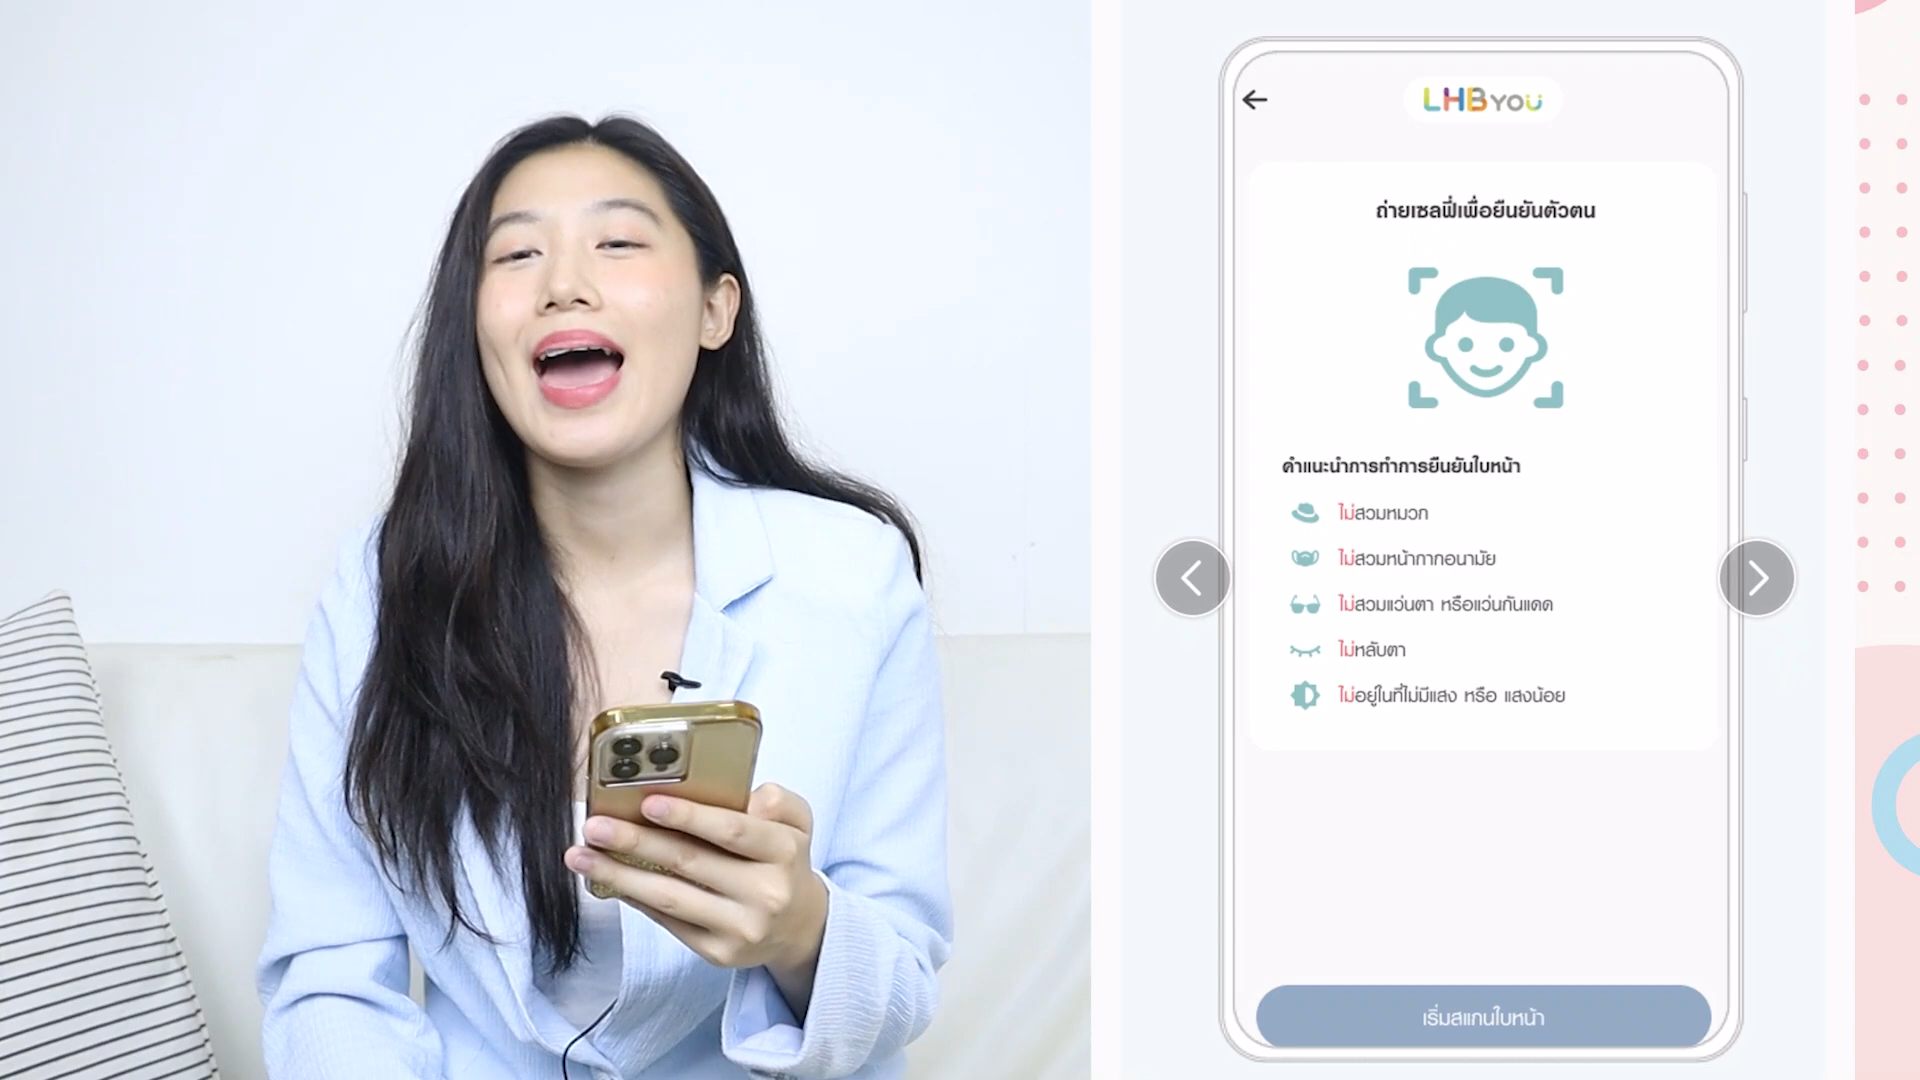 LHB YOU
ถ่ายเซลฟี่เพื่อยืนยันตัวตน
คำแนะนำการทำการยืนยันใบหน้า
ไม่สวมหมวก
ไม่สวมหน้ากากอนามัย
ไม่สวมแว่นตา หรือแว่นกันแดด
ไม่หลับตา
ไม่อยู่ในที่ไม่มีแสง หรือ แสงน้อย
เริ่มสแกนใบหน้า